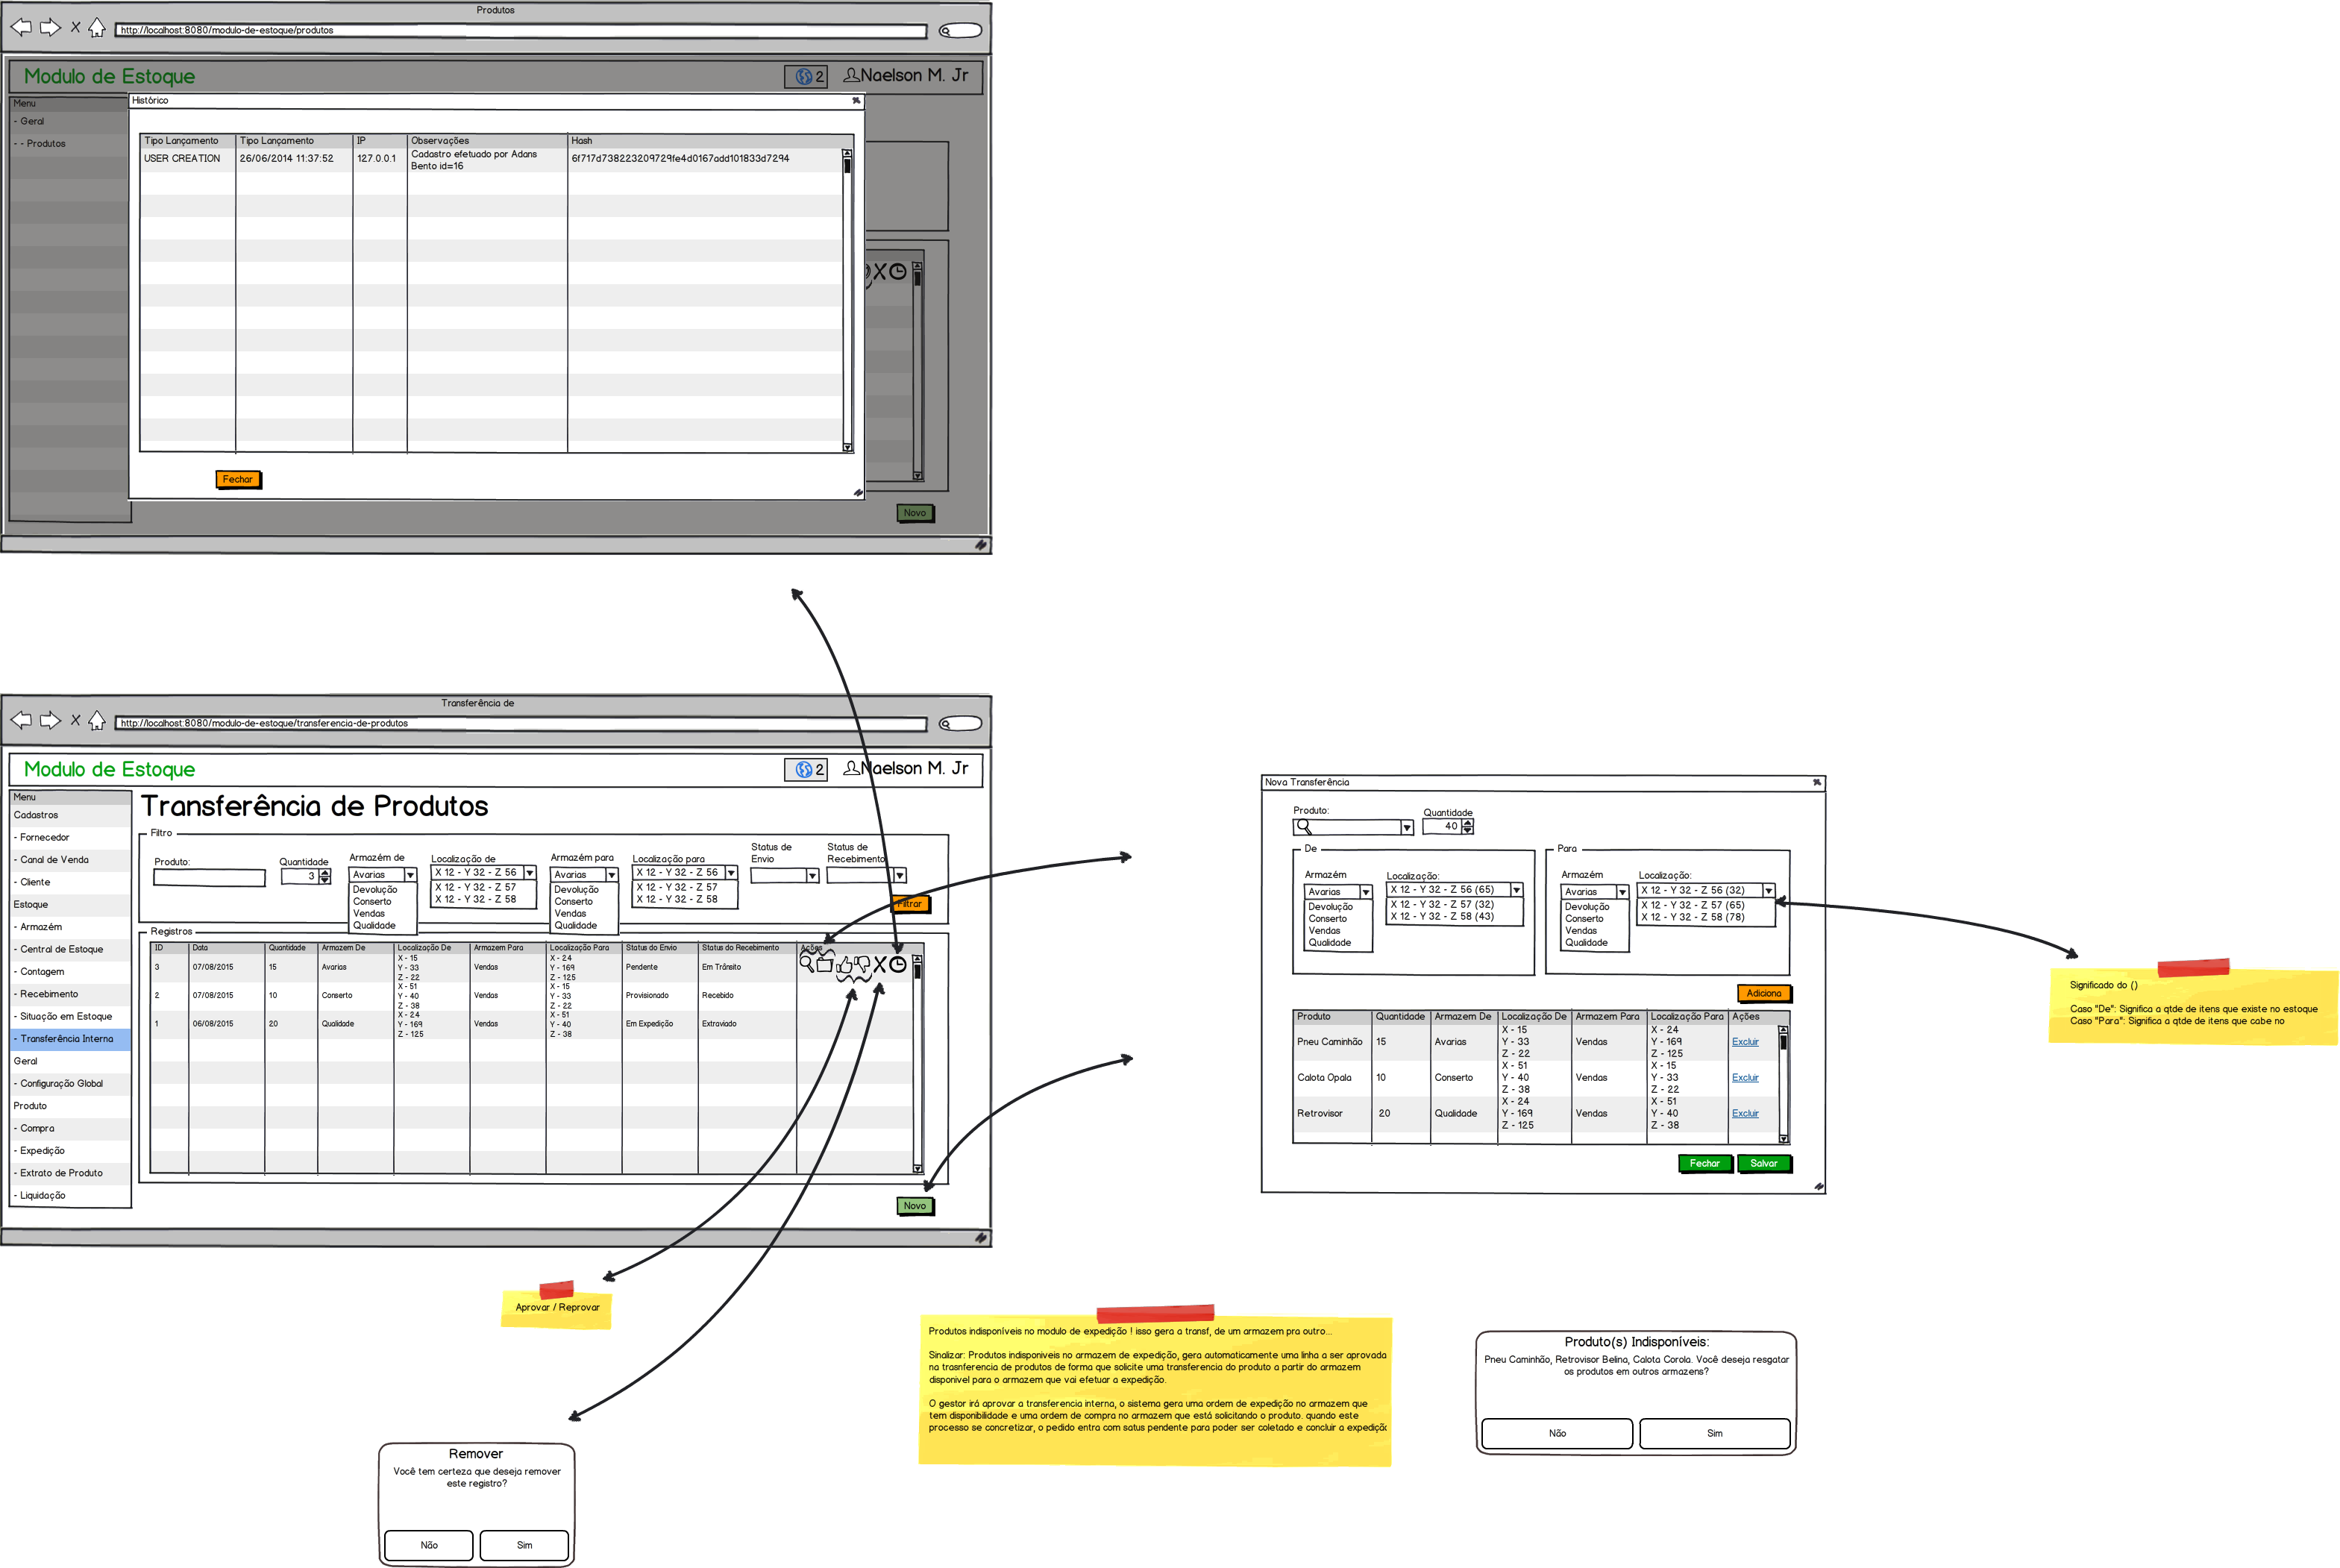 Produtos
http://localhost:8080/modulo-de-estoque/produtos
Modulo de Estoque
2
Naelson M. Jr
Menu
- Geral
- - Produtos
Histórico
Tipo Lançamento Tipo Lançamento IP Observações Hash
USER CREATION 26/06/2014 11:37:52 127.0.0.1 Cadastro efetuado por Adans Bento id=16 6f717d738223209729fe4d0167add101833d7294
Fechar
Novo
Transferência de
http://localhost:8080/modulo-de-estoque/transferencia-de-produtos
Modulo de Estoque
2
Naelson M. Jr
Menu
Cadastros
- Fornecedor
- Canal de Venda
- Cliente
Estoque
- Armazém
- Central de Estoque
- Contagem
- Recebimento
- Situação em Estoque
- Transferência Interna
Geral
- Configuração Global
Produto
- Compra
- Expedição
- Extrato de Produto
- Liquidação
Transferência de Produtos
Filtro
Produto:
Quantidade
3
Armazém de
Avarias
Devolução
Conserto
Vendas
Qualidade
Localização de
X 12 - Y 32 - Z 56
X 12 - Y 32 - Z 57
X 12 - Y 32 - Z 58
Armazém para
Avarias
Devolução
Conserto
Vendas
Qualidade
Localização para
X 12 - Y 32 - Z 56
X 12 - Y 32 - Z 57
X 12 - Y 32 - Z 58
Status de
Envio
Status de
Recebimento
Filtrar
Registros
ID Data Quantidade Armazem De Localização De Armazem Para Localização Para Status do Envio Status do Recebimento Ações
X - 15 X - 24
3 07/08/2015 15 Avarias Y - 33 Vendas Y - 169 Pendente Em Trânsito
Z - 22 Z - 125
X - 51 X - 15
2 07/08/2015 10 Conserto Y - 40 Vendas Y - 33 Provisionado Recebido
Z - 38 Z - 22
X - 24 X - 51
1 06/08/2015 20 Qualidade Y - 169 Vendas Y - 40 Em Expedição Extraviado
Z - 125 Z - 38
Novo
Nova Transferência
Produto:
Quantidade
40
De
Armazém
Avarias
Devolução
Conserto
Vendas
Qualidade
Localização:
X 12 - Y 32 - Z 56 (65)
X 12 - Y 32 - Z 57 (32)
X 12 - Y 32 - Z 58 (43)
Para
Armazém
Avarias
Devolução
Conserto
Vendas
Qualidade
Localização:
X 12 - Y 32 - Z 56 (32)
X 12 - Y 32 - Z 57 (65)
X 12 - Y 32 - Z 58 (78)
Adiciona
Produto Quantidade Armazem De Localização De Armazem Para Localização Para Ações
X - 15 X - 24
Pneu Caminhão 15 Avarias Y - 33 Vendas Y - 169 Excluir
Z - 22 Z - 125
X - 51 X - 15
Calota Opala 10 Conserto Y - 40 Vendas Y - 33 Excluir
Z - 38 Z - 22
X - 24 X - 51
Retrovisor 20 Qualidade Y - 169 Vendas Y - 40 Excluir
Z - 125 Z - 38
Fechar
Salvar
Significado do ()
Caso "De": Significa a qtde de itens que existe no estoque
Caso "Para": Significa a qtde de itens que cabe no
Aprovar / Reprovar
Produtos indisponíveis no modulo de expedição ! isso gera a transf, de um armazem pra outro...
Sinalizar: Produtos indisponiveis no armazem de expedição, gera automaticamente uma linha a ser aprovada
na trasnferencia de produtos de forma que solicite uma transferencia do produto a partir do armazem
disponivel para o armazem que vai efetuar a expedição.
O gestor irá aprovar a transferencia interna, o sistema gera uma ordem de expedição no armazem que
tem disponibilidade e uma ordem de compra no armazem que está solicitando o produto. quando este
processo se concretizar, o pedido entra com satus pendente para poder ser coletado e concluir a expedição
Produto(s) Indisponíveis:
Pneu Caminhão, Retrovisor Belina, Calota Corola. Você deseja resgatar
os produtos em outros armazens?
Não
Sim
Remover
Você tem certeza que deseja remover
este registro?
Não
Sim